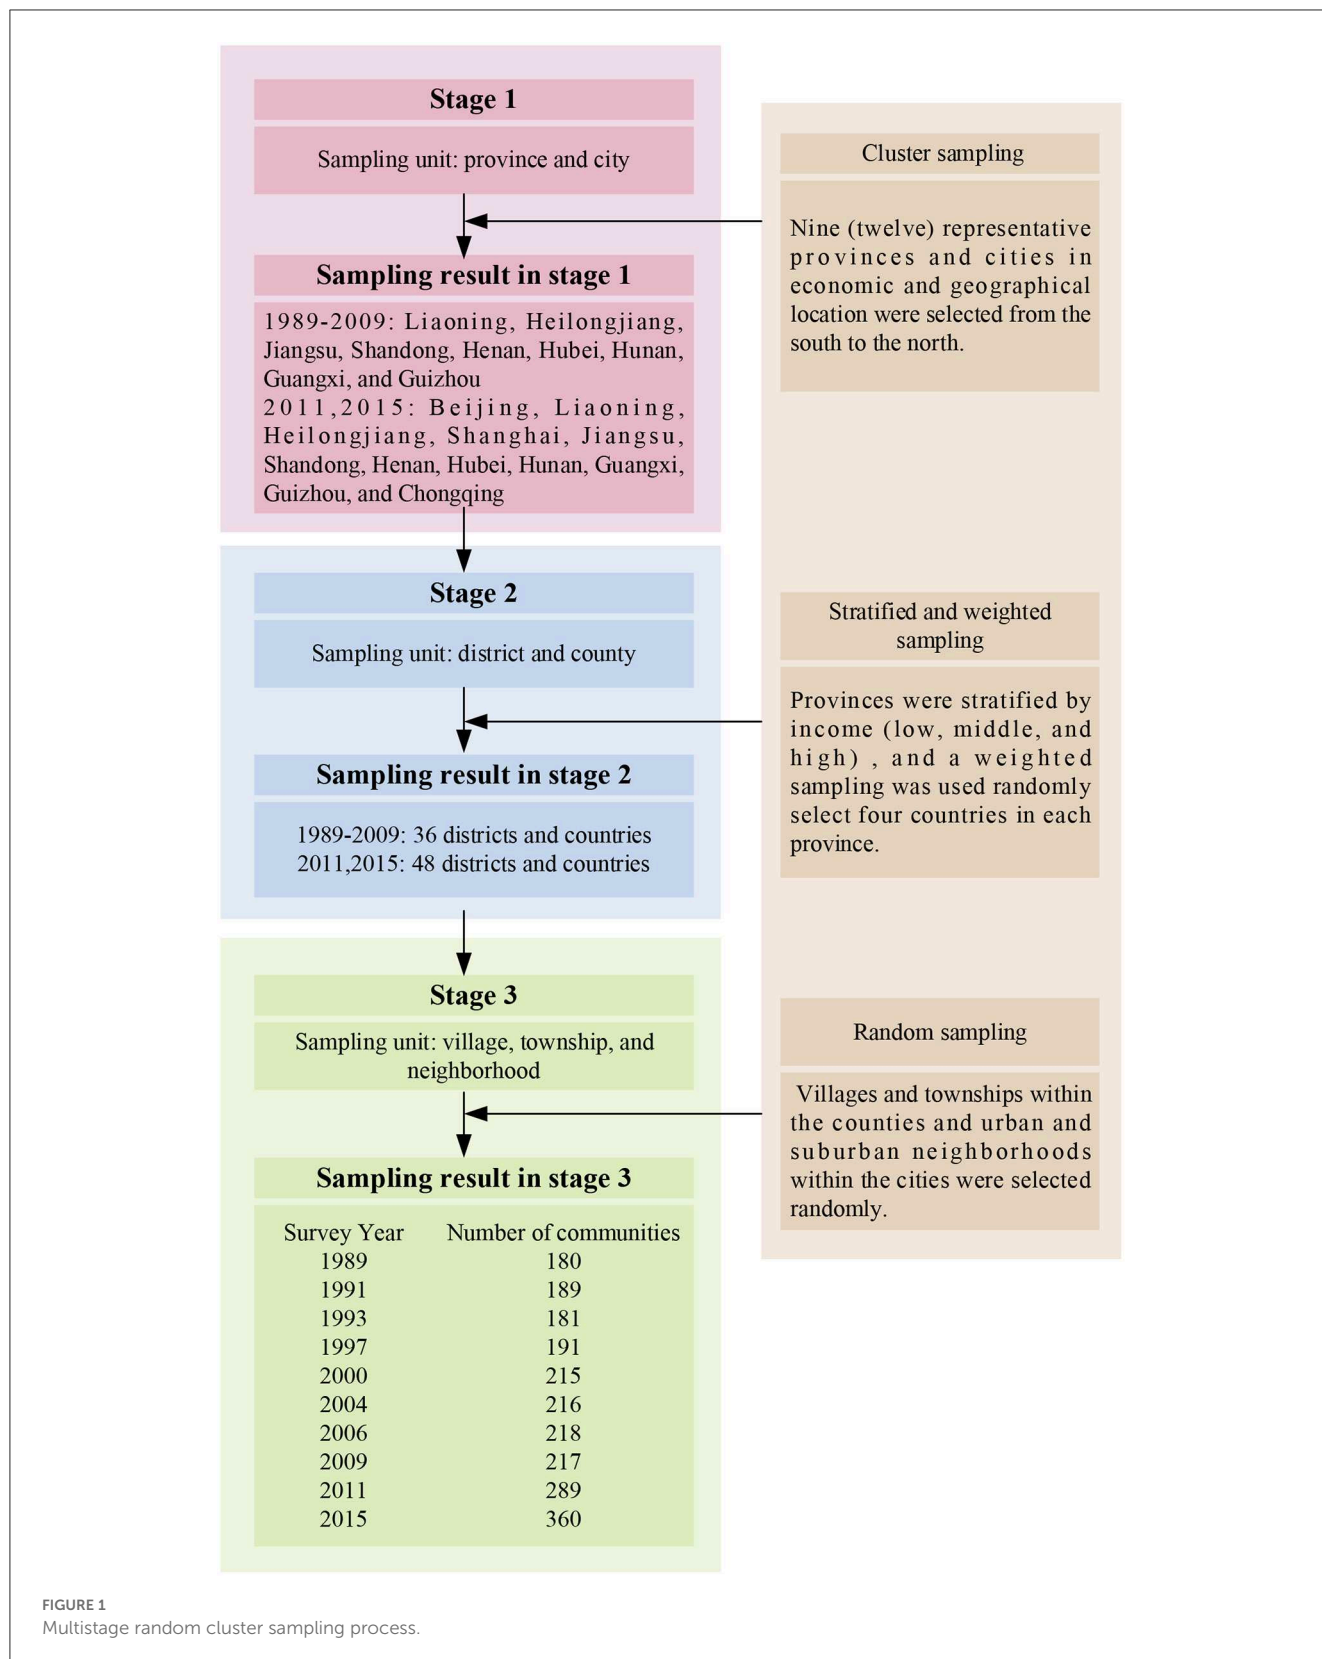 Stage 1
Sampling unit: province and city
Sampling result in stage 1
1989-2009: Liaoning, Heilongjiang,
Jiangsu, Shandong, Henan, Hubei, Hunan,
Guangxi, and Guizhou
2011,2015: Beijing, Liaoning,
Heilongjiang, Shanghai, Jiangsu,
Shandong, Henan, Hubei, Hunan, Guangxi,
Guizhou, and Chongqing
Cluster sampling
Nine (twelve) representative
provinces and cities in
economic and geographical
location were selected from the
south to the north.
Stage 2
Sampling unit: district and county
Sampling result in stage 2
1989-2009: 36 districts and countries
2011,2015: 48 districts and countries
Stratified and weighted
sampling
Provinces were stratified by
income (low, middle, and
high) , and a weighted
sampling was used randomly
select four countries in each
province.
Stage 3
Sampling unit: village, township, and
neighborhood
Sampling result in stage 3
Survey Year Number of communities
1989 180
1991 189
1993 181
1997 191
2000 215
2004 216
2006 218
2009 217
2011 289
2015 360
Random sampling
Villages and townships within
the counties and urban and
suburban neighborhoods
within the cities were selected
randomly.
FIGURE 1
Multistage random cluster sampling process.